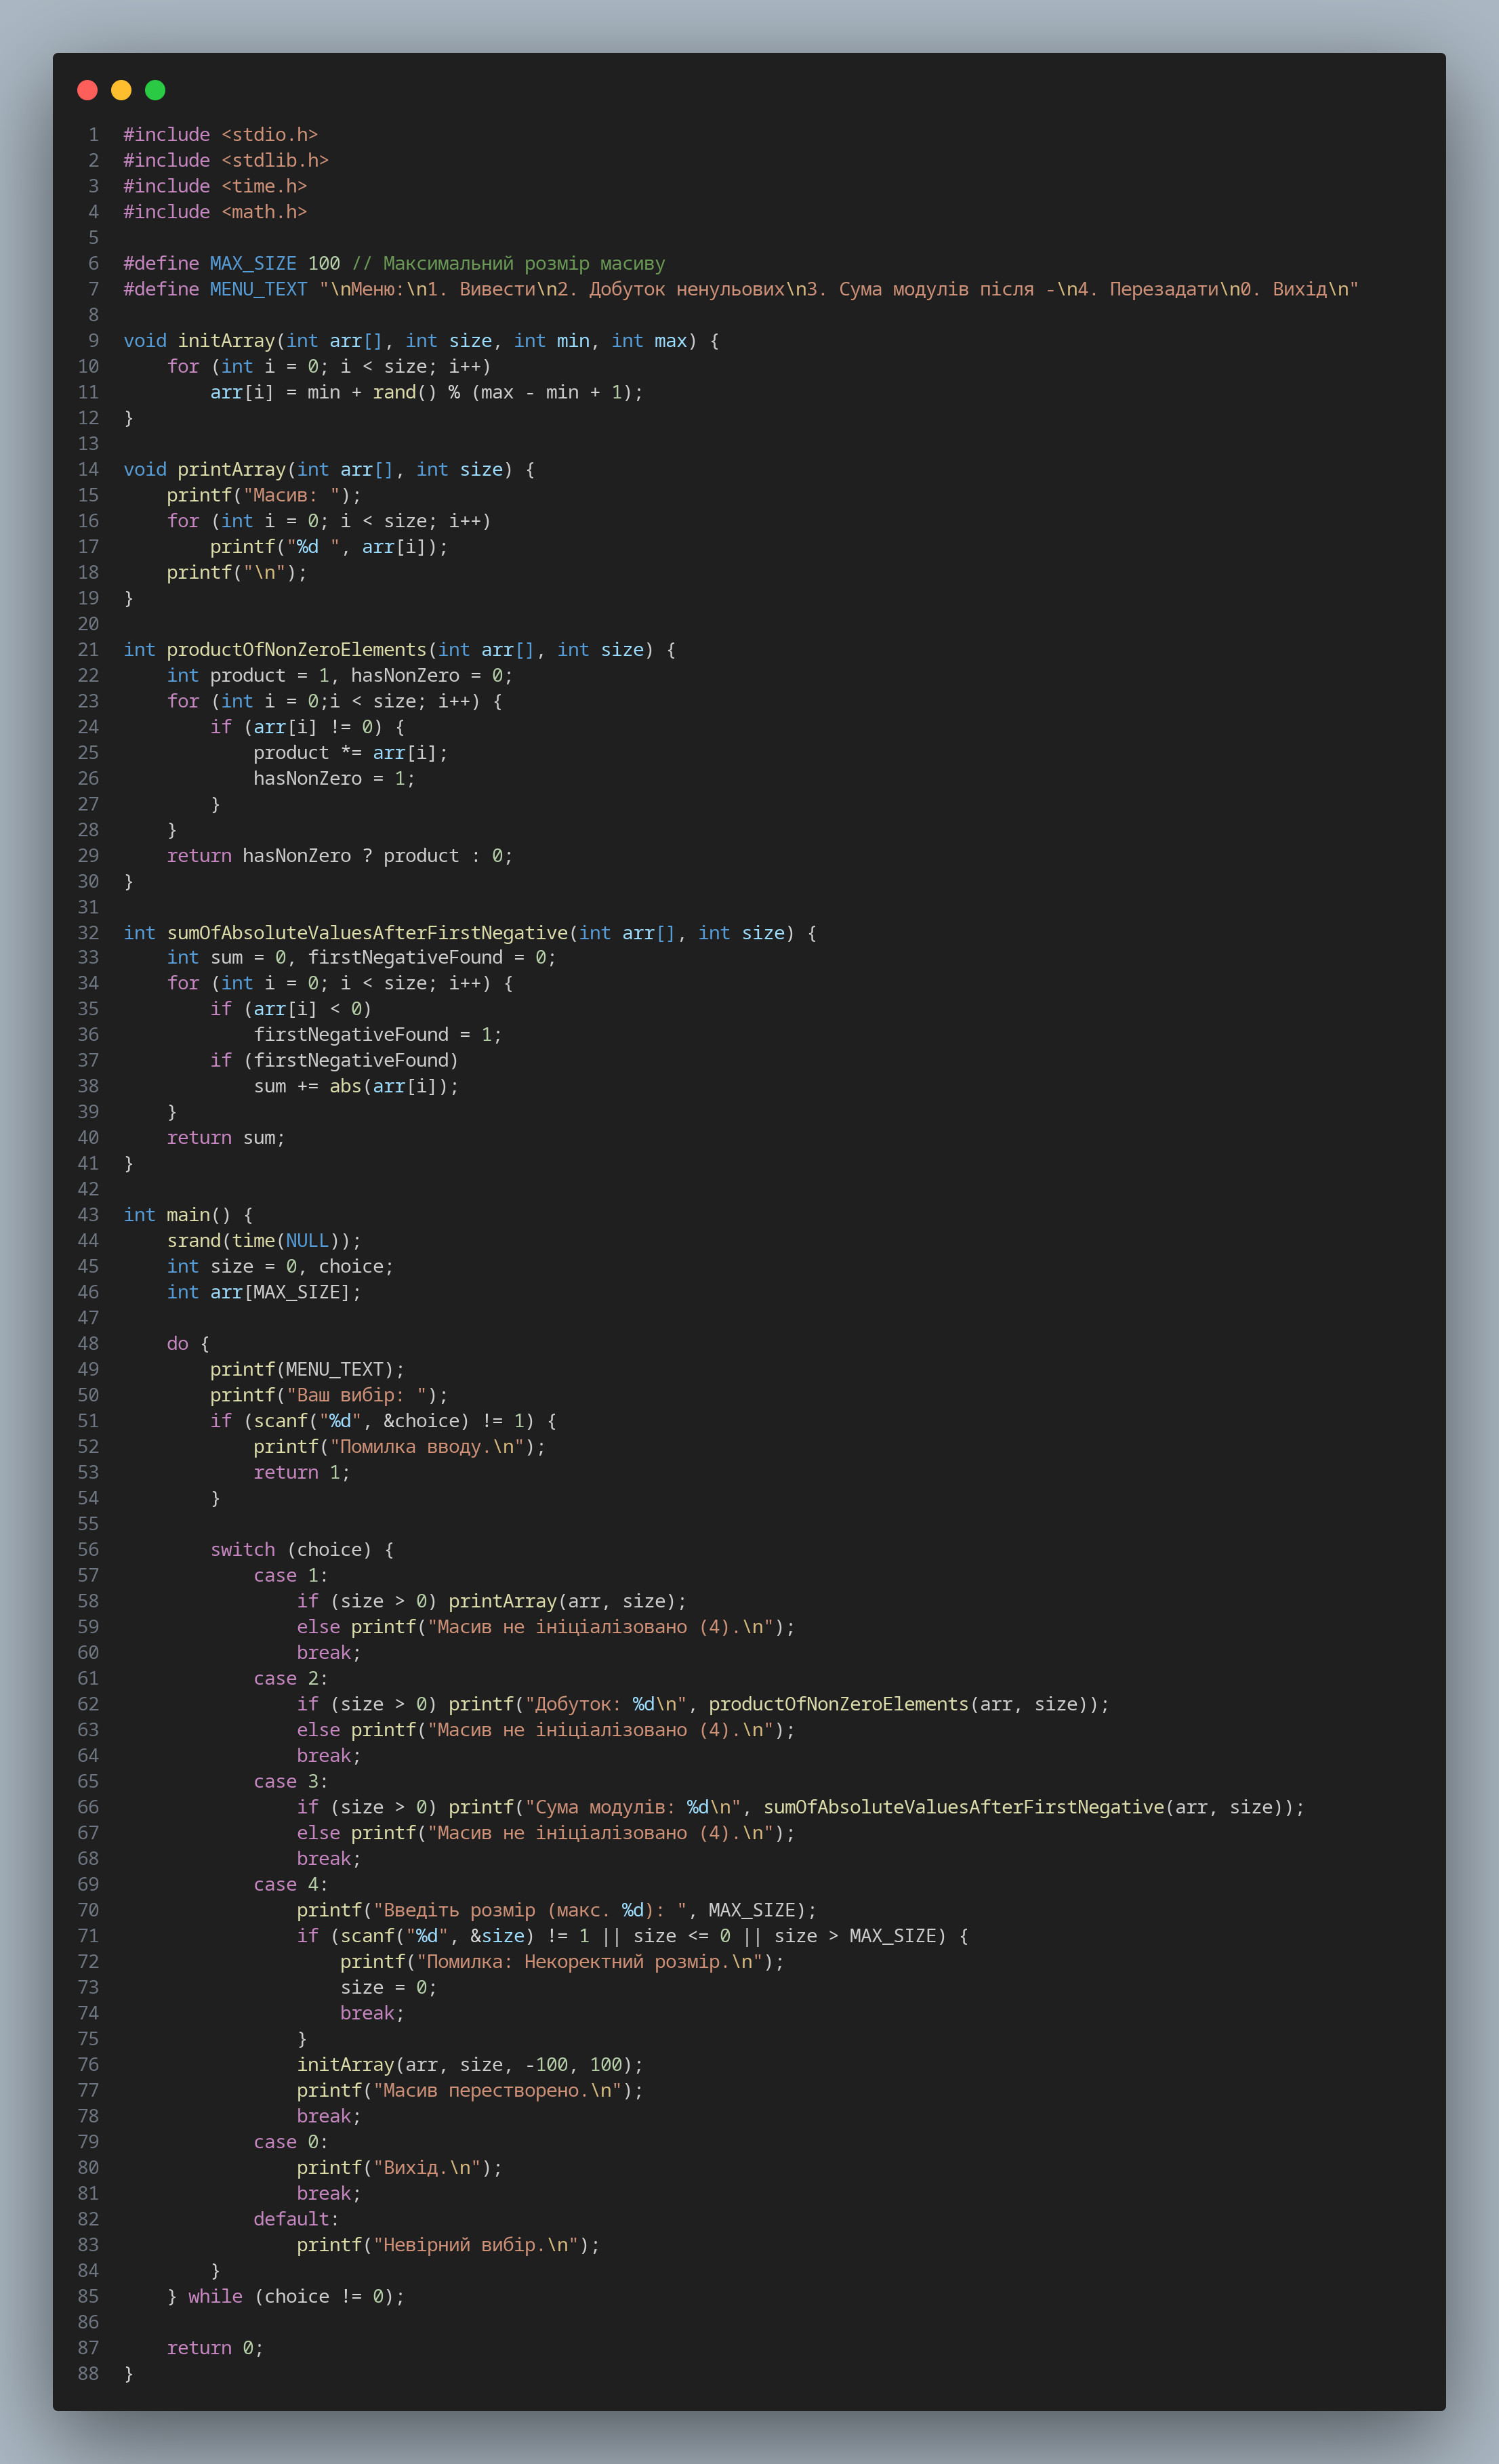 1 #include <stdio.h>
2 #include <stdlib.h>
3 #include <time.h>
4 #include <math.h>
5
6 #define MAX_SIZE 100 // Максимальний розмір масиву
7 #define MENU_TEXT "\nМеню:\n1. Вивести\n2. Добуток ненульових\n3. Сума модулів після -\n4. Перезадати\n0. Вихід\n"
8
9 void initArray(int arr[], int size, int min, int max) {
10     for (int i = 0; i < size; i++)
11         arr[i] = min + rand() % (max - min + 1);
12 }
13
14 void printArray(int arr[], int size) {
15     printf("Масив: ");
16     for (int i = 0; i < size; i++)
17         printf("%d ", arr[i]);
18     printf("\n");
19 }
20
21 int productOfNonZeroElements(int arr[], int size) {
22     int product = 1, hasNonZero = 0;
23     for (int i = 0;i < size; i++) {
24         if (arr[i] != 0) {
25             product *= arr[i];
26             hasNonZero = 1;
27         }
28     }
29     return hasNonZero ? product : 0;
30 }
31
32 int sumOfAbsoluteValuesAfterFirstNegative(int arr[], int size) {
33     int sum = 0, firstNegativeFound = 0;
34     for (int i = 0; i < size; i++) {
35         if (arr[i] < 0)
36             firstNegativeFound = 1;
37         if (firstNegativeFound)
38             sum += abs(arr[i]);
39     }
40     return sum;
41 }
42
43 int main() {
44     srand(time(NULL));
45     int size = 0, choice;
46     int arr[MAX_SIZE];
47
48     do {
49         printf(MENU_TEXT);
50         printf("Ваш вибір: ");
51         if (scanf("%d", &choice) != 1) {
52             printf("Помилка вводу.\n");
53             return 1;
54         }
55
56         switch (choice) {
57             case 1:
58                 if (size > 0) printArray(arr, size);
59                 else printf("Масив не ініціалізовано (4).\n");
60                 break;
61             case 2:
62                 if (size > 0) printf("Добуток: %d\n", productOfNonZeroElements(arr, size));
63                 else printf("Масив не ініціалізовано (4).\n");
64                 break;
65             case 3:
66                 if (size > 0) printf("Сума модулів: %d\n", sumOfAbsoluteValuesAfterFirstNegative(arr, size));
67                 else printf("Масив не ініціалізовано (4).\n");
68                 break;
69             case 4:
70                 printf("Введіть розмір (макс. %d): ", MAX_SIZE);
71                 if (scanf("%d", &size) != 1 || size <= 0 || size > MAX_SIZE) {
72                     printf("Помилка: Некоректний розмір.\n");
73                     size = 0;
74                     break;
75                 }
76                 initArray(arr, size, -100, 100);
77                 printf("Масив перестворено.\n");
78                 break;
79             case 0:
80                 printf("Вихід.\n");
81                 break;
82             default:
83                 printf("Невірний вибір.\n");
84         }
85     } while (choice != 0);
86
87     return 0;
88 }